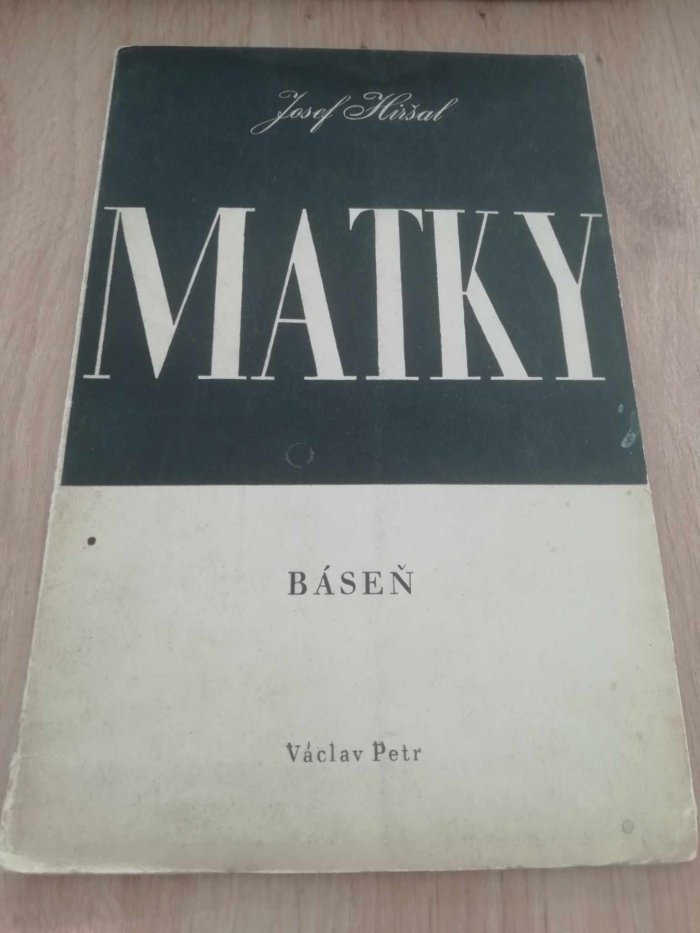 Josef Hiršal
MATKY
BÁSEŇ
Václav Petr